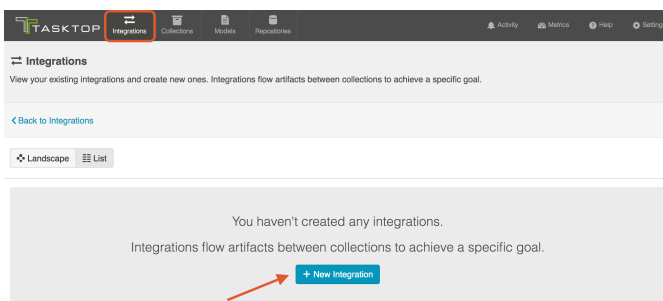 TASKTOP
Integrations
Collections
Models
Repositories
Activity
Metrics
Help
Setting
Integrations
View your existing integrations and create new ones. Integrations flow artifacts between collections to achieve a specific goal.
Back to Integrations
Landscape
List
You haven't created any integrations.
Integrations flow artifacts between collections to achieve a specific goal.
+ New Integration